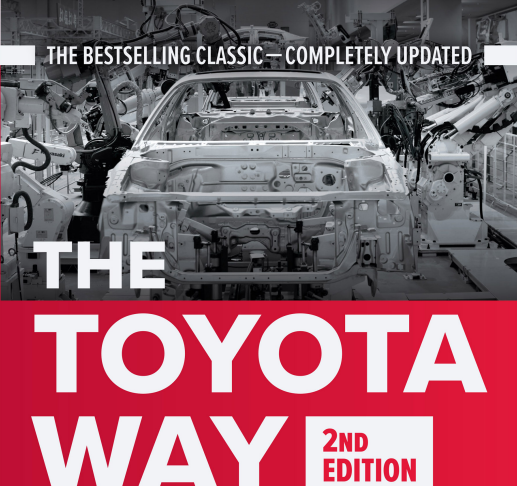 THE BESTSELLING CLASSIC—COMPLETELY UPDATED
THE
TOYOTA
WAY
2ND
EDITION